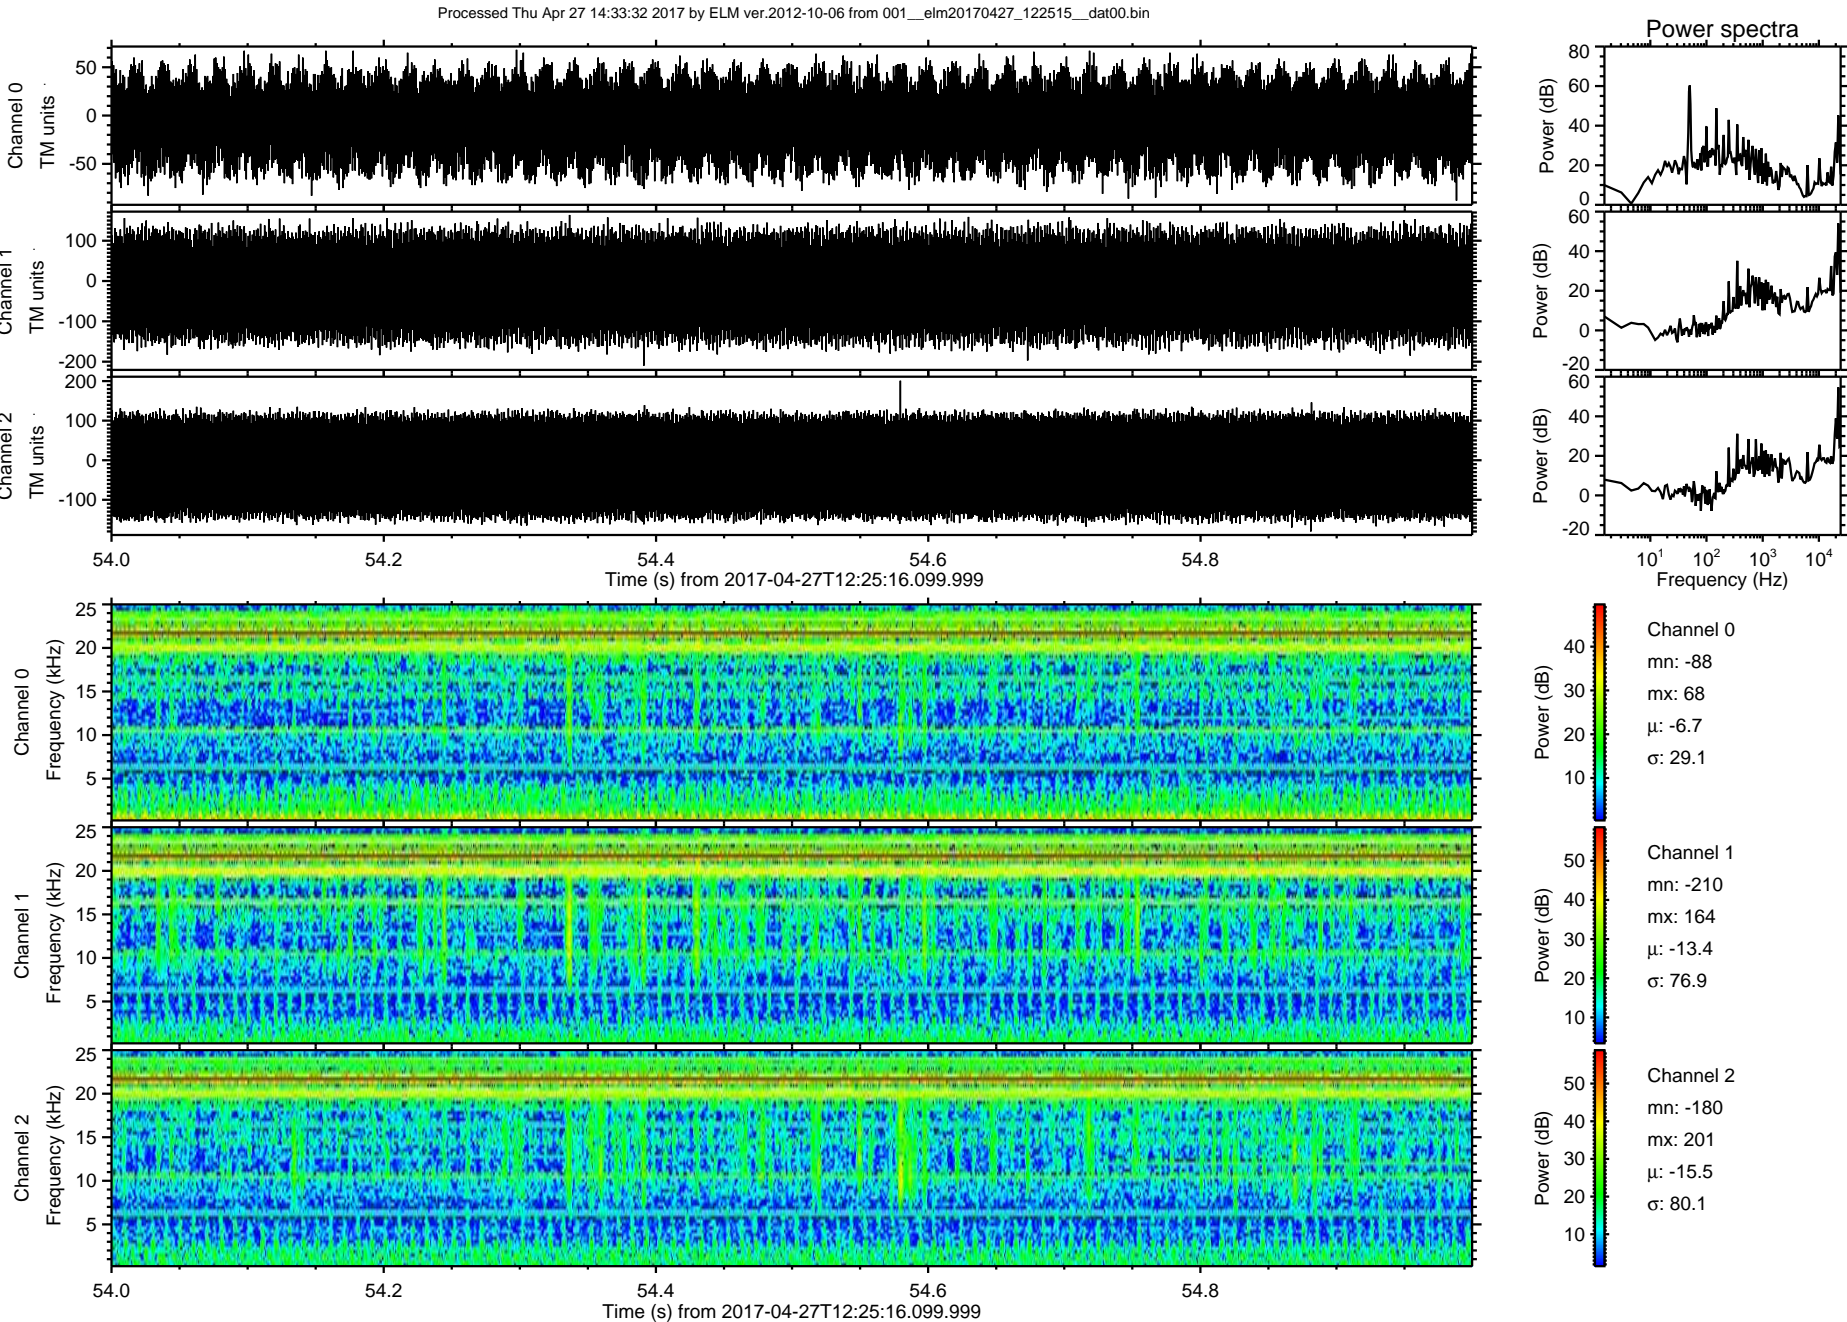 Processed Thu Apr 27 14:33:32 2017 by ELM ver.2012-10-06 from 001__elm20170427_122515__dat00.bin
Power spectra
Channel 0
TM units
50
0
-50
Power (dB)
80
60
40
20
0
Channel 1
TM units
100
0
-100
-200
Power (dB)
60
40
20
0
-20
Channel 2
TM units
200
100
0
-100
Power (dB)
60
40
20
0
-20
54.0 54.2 54.4 54.6 54.8
Time (s) from 2017-04-27T12:25:16.099.999
10¹ 10² 10³ 10⁴
Frequency (Hz)
Channel 0
Frequency (kHz)
25
20
15
10
5
Power (dB)
40
30
20
10
Channel 0
mn: -88
mx: 68
μ: -6.7
σ: 29.1
Channel 1
Frequency (kHz)
25
20
15
10
5
Power (dB)
50
40
30
20
10
Channel 1
mn: -210
mx: 164
μ: -13.4
σ: 76.9
Channel 2
Frequency (kHz)
25
20
15
10
5
Power (dB)
50
40
30
20
10
Channel 2
mn: -180
mx: 201
μ: -15.5
σ: 80.1
54.0 54.2 54.4 54.6 54.8
Time (s) from 2017-04-27T12:25:16.099.999